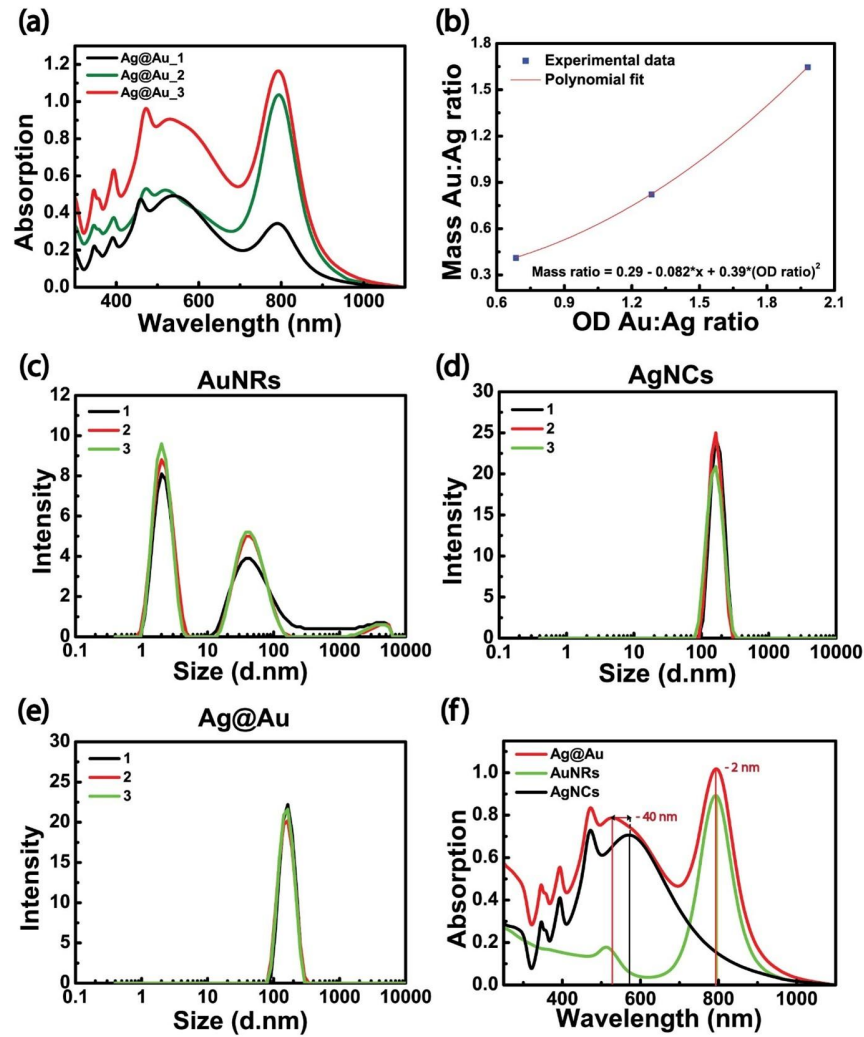 (a)
Ag@Au_1
Ag@Au_2
Ag@Au_3
1.2
1.0
0.8
0.6
0.4
0.2
0.0
Absorption
400 600 800 1000
Wavelength (nm)
(b)
1.8
1.5
1.2
0.9
0.6
0.3
Mass Au:Ag ratio
Experimental data
Polynomial fit
Mass ratio = 0.29 - 0.082*x + 0.39*(OD ratio)²
0.6 0.9 1.2 1.5 1.8 2.1
OD Au:Ag ratio
(c)
AuNRs
1
2
3
12
10
8
6
4
2
0
Intensity
0.1 1 10 100 1000 10000
Size (d.nm)
(d)
AgNCs
1
2
3
30
25
20
15
10
5
0
Intensity
0.1 1 10 100 1000 10000
Size (d.nm)
(e)
Ag@Au
1
2
3
30
25
20
15
10
5
0
Intensity
0.1 1 10 100 1000 10000
Size (d.nm)
(f)
Ag@Au
AuNRs
AgNCs
- 2 nm
- 40 nm
1.0
0.8
0.6
0.4
0.2
0.0
Absorption
400 600 800 1000
Wavelength (nm)